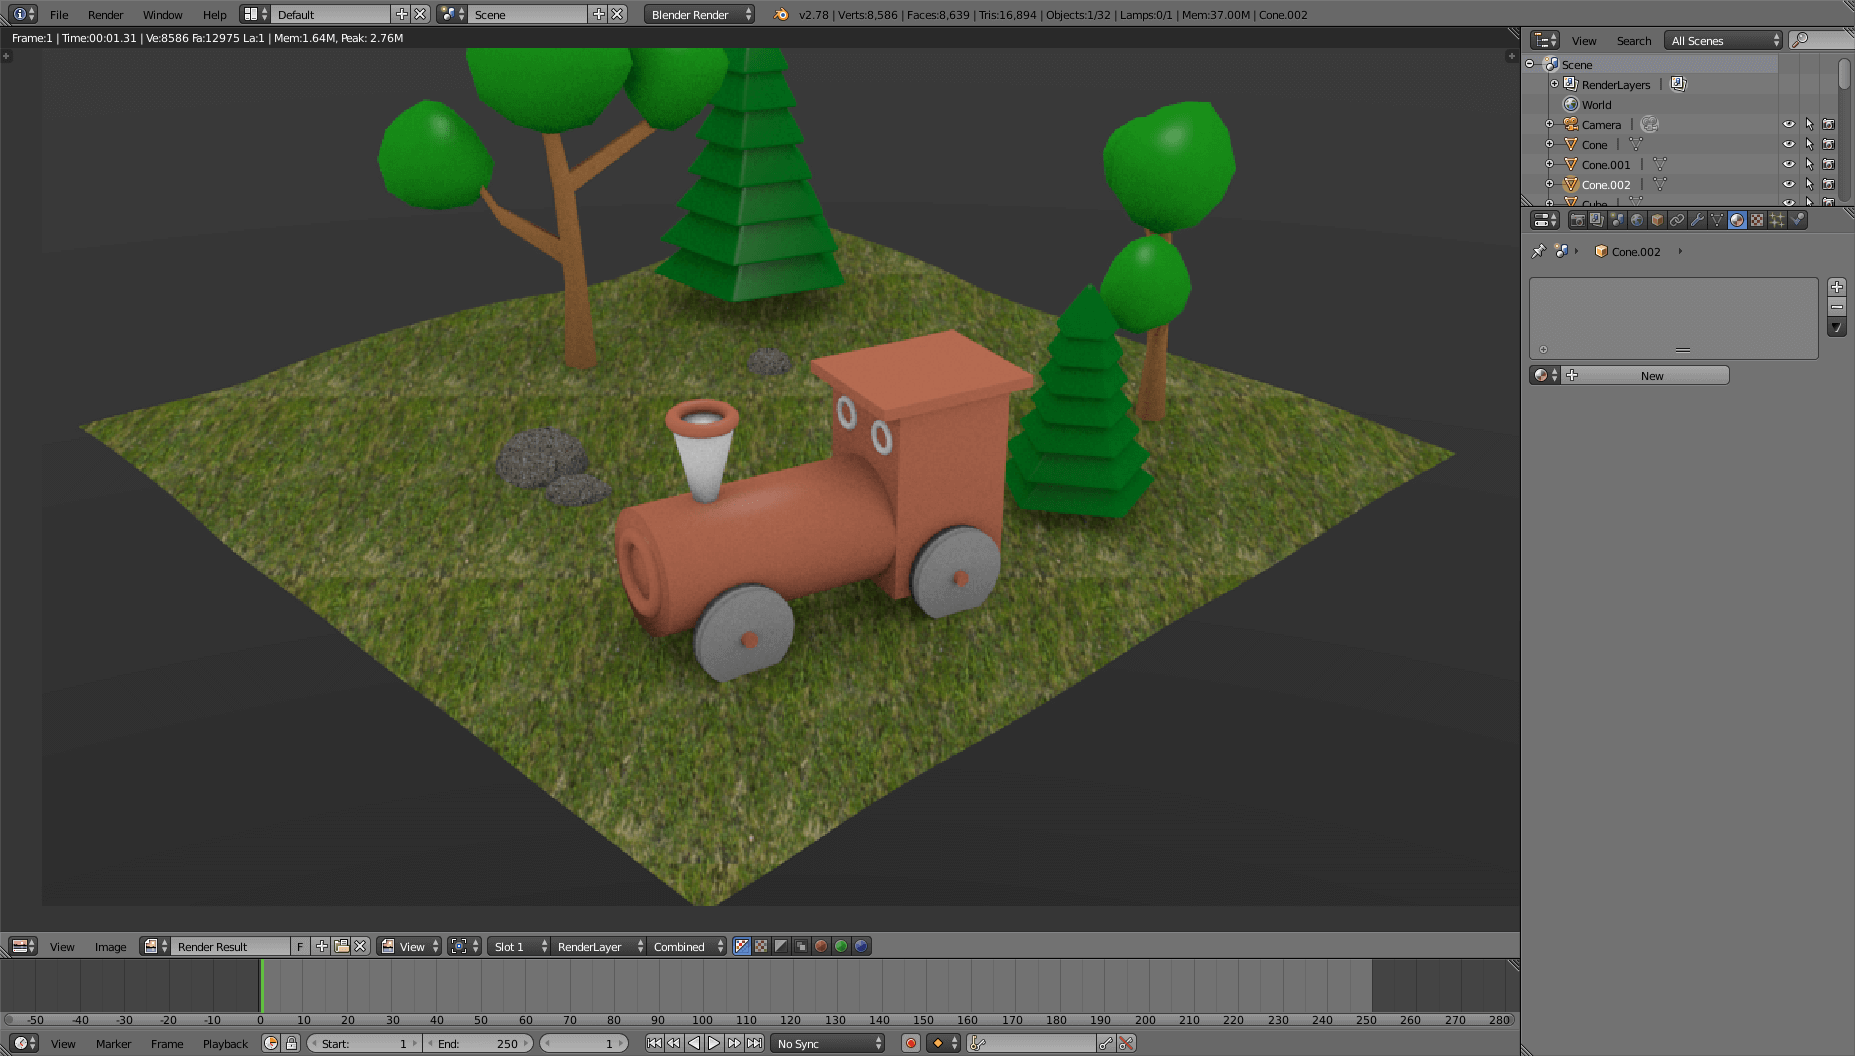 File Render Window Help Default Scene Blender Render v2.78 | Verts:8,586 | Faces:8,639 | Tris:16,894 | Objects:1/32 | Lamps:0/1 | Mem:37.00M | Cone.002
Frame:1 | Time:00:01.31 | Ve:8586 Fa:12975 La:1 | Mem:1.64M, Peak: 2.76M
View Search All Scenes
Scene
RenderLayers |
World
Camera |
Cone |
Cone.001 |
Cone.002 |
Cube |
Cone.002
New
View Image Render Result F View Slot 1 RenderLayer Combined
-50 -40 -30 -20 -10 0 10 20 30 40 50 60 70 80 90 100 110 120 130 140 150 160 170 180 190 200 210 220 230 240 250 260 270 280
View Marker Frame Playback Start: 1 End: 250 1 No Sync